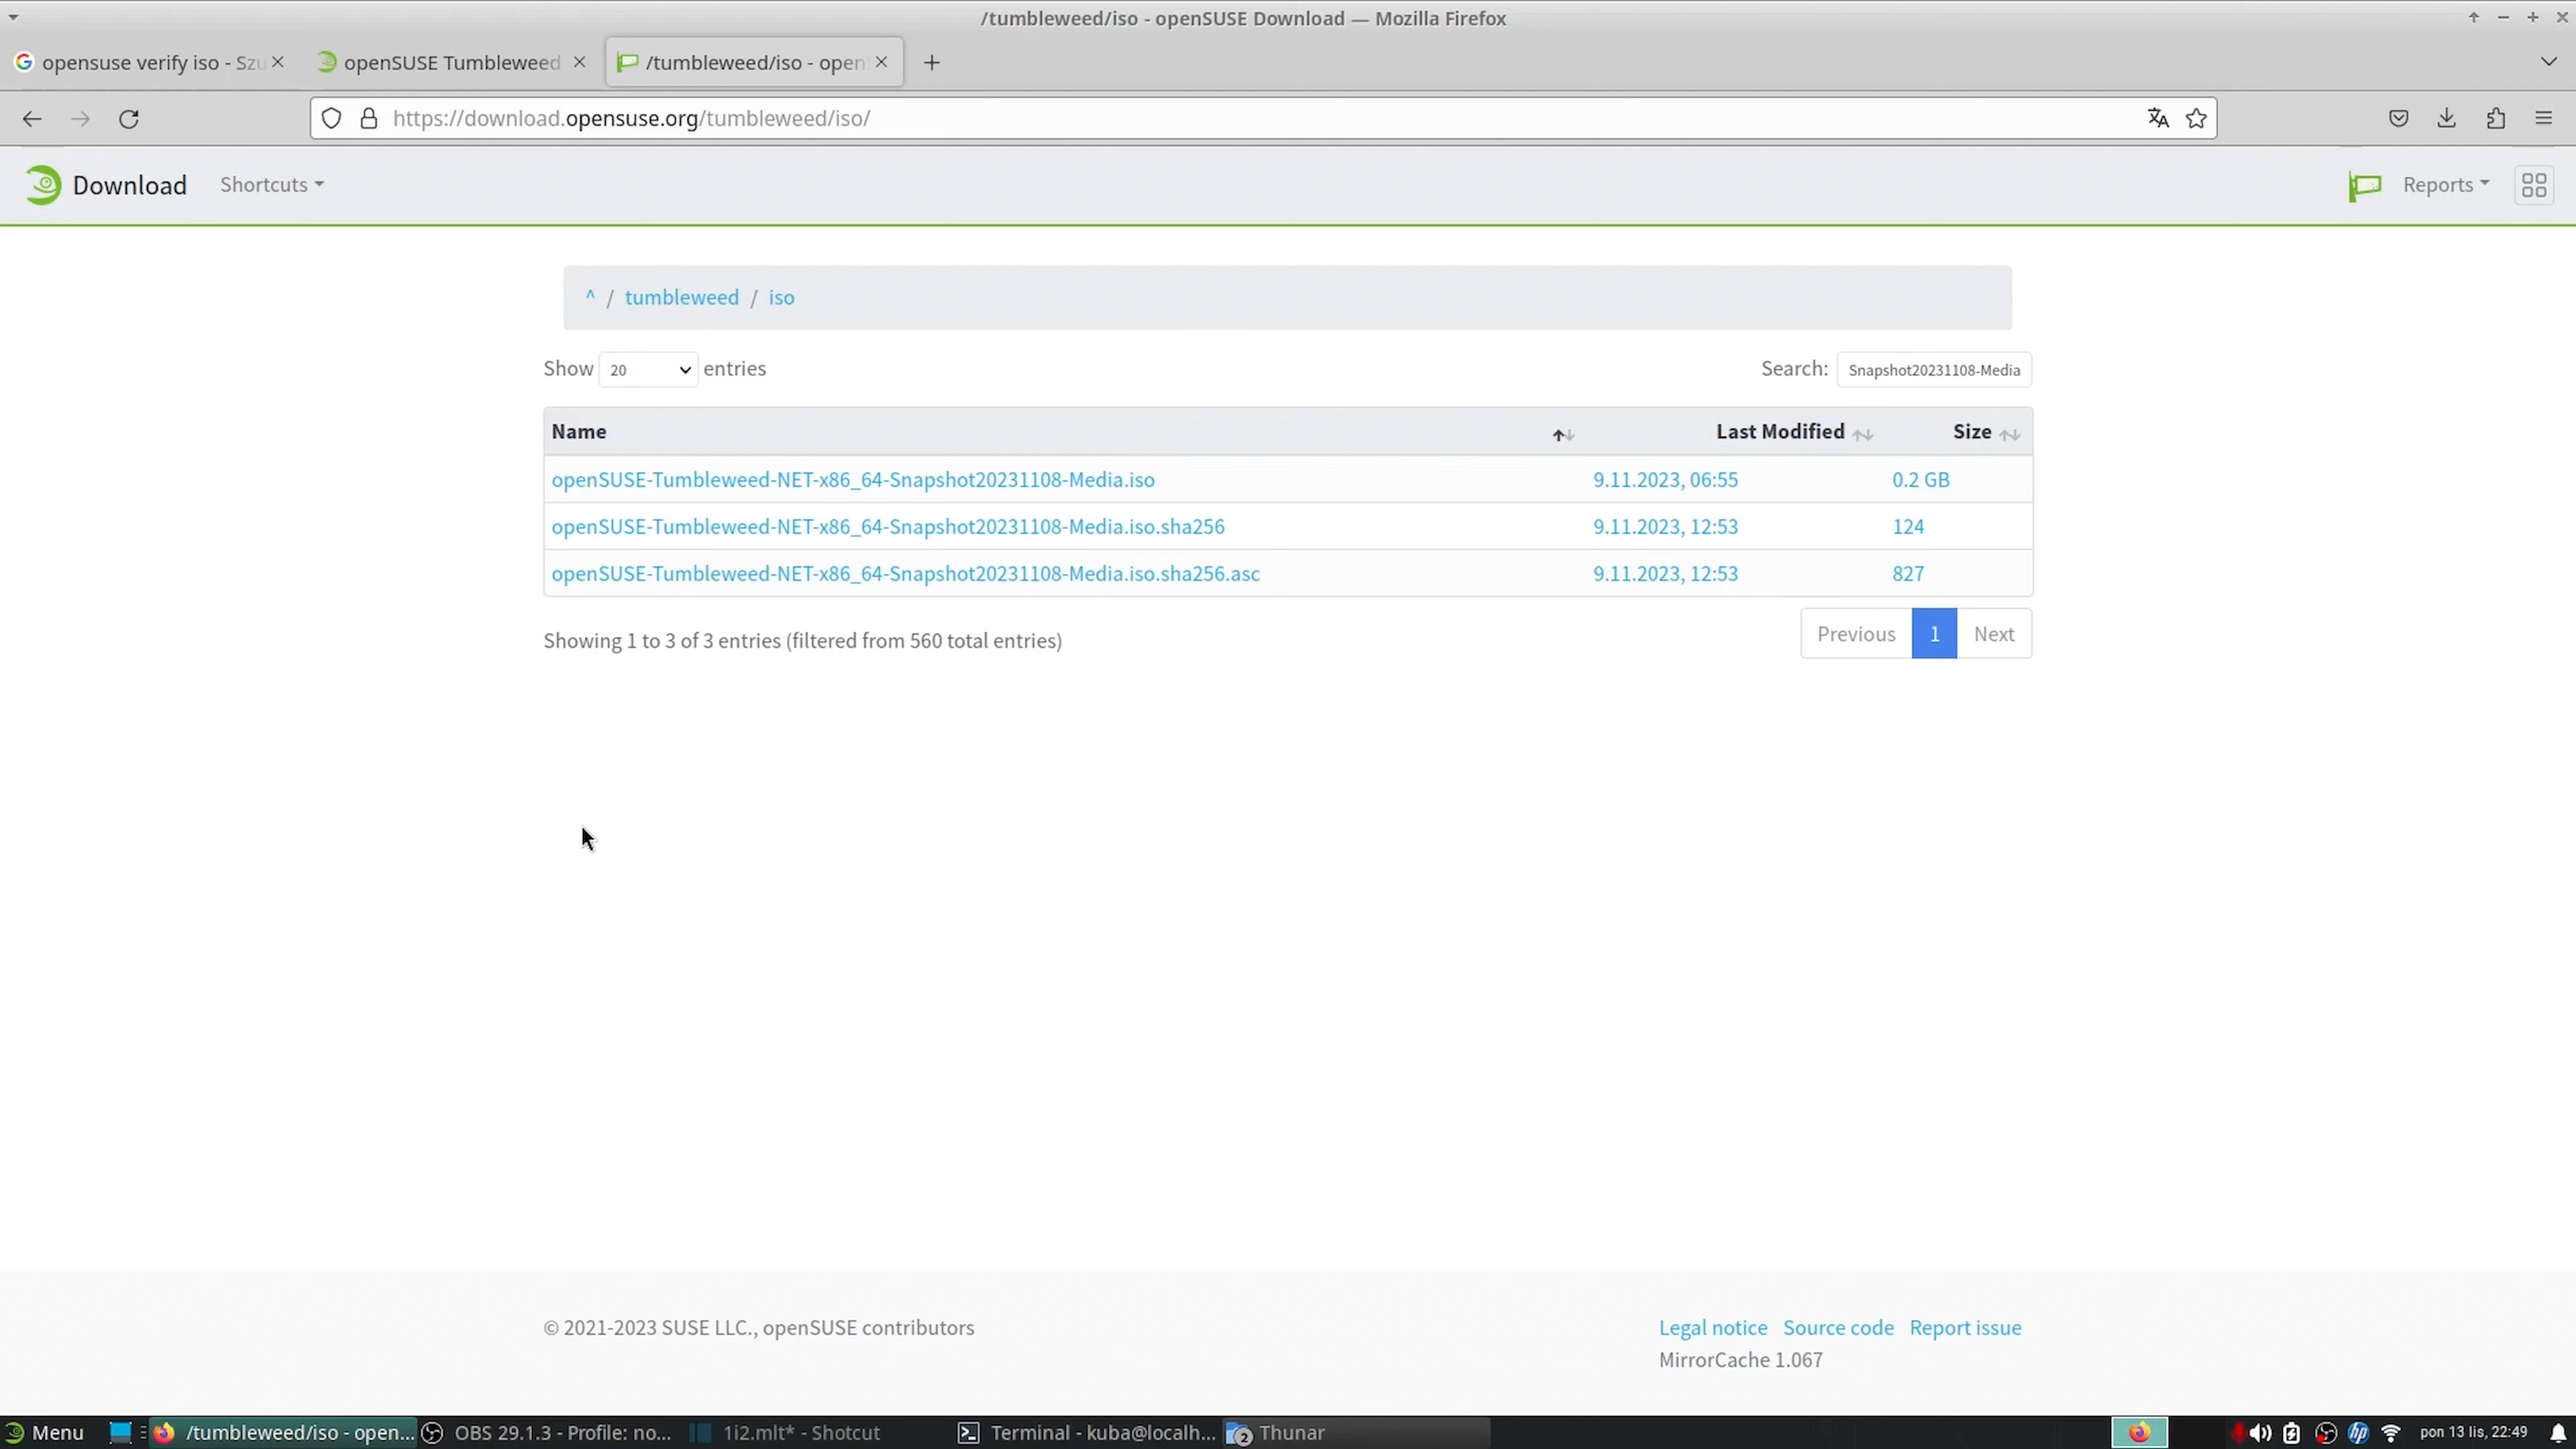 /tumbleweed/iso - openSUSE Download — Mozilla Firefox
opensuse verify iso - Szu
openSUSE Tumbleweed
/tumbleweed/iso - open
https://download.opensuse.org/tumbleweed/iso/
Download
Shortcuts
Reports
^ / tumbleweed / iso
Show 20 entries
Search: Snapshot20231108-Media
Name Last Modified Size
openSUSE-Tumbleweed-NET-x86_64-Snapshot20231108-Media.iso 9.11.2023, 06:55 0.2 GB
openSUSE-Tumbleweed-NET-x86_64-Snapshot20231108-Media.iso.sha256 9.11.2023, 12:53 124
openSUSE-Tumbleweed-NET-x86_64-Snapshot20231108-Media.iso.sha256.asc 9.11.2023, 12:53 827
Showing 1 to 3 of 3 entries (filtered from 560 total entries)
Previous 1 Next
© 2021-2023 SUSE LLC., openSUSE contributors
Legal notice Source code Report issue
MirrorCache 1.067
Menu
/tumbleweed/iso - open...
OBS 29.1.3 - Profile: no...
1i2.mlt* - Shotcut
Terminal - kuba@localh...
2 Thunar
hp
pon 13 lis, 22:49